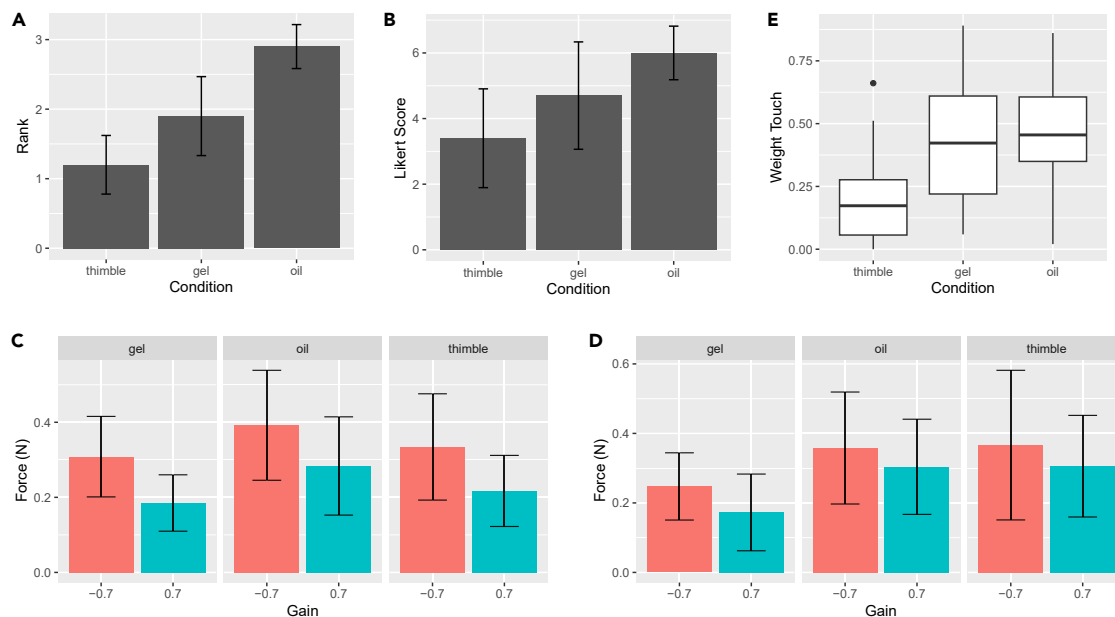 A
Rank
3
2
1
0
thimble gel oil
Condition
B
Likert Score
6
4
2
0
thimble gel oil
Condition
E
Weight Touch
0.75
0.50
0.25
0.00
thimble gel oil
Condition
C
gel oil thimble
Force (N)
0.4
0.2
0.0
−0.7 0.7 −0.7 0.7 −0.7 0.7
Gain
D
gel oil thimble
Force (N)
0.6
0.4
0.2
0.0
−0.7 0.7 −0.7 0.7 −0.7 0.7
Gain